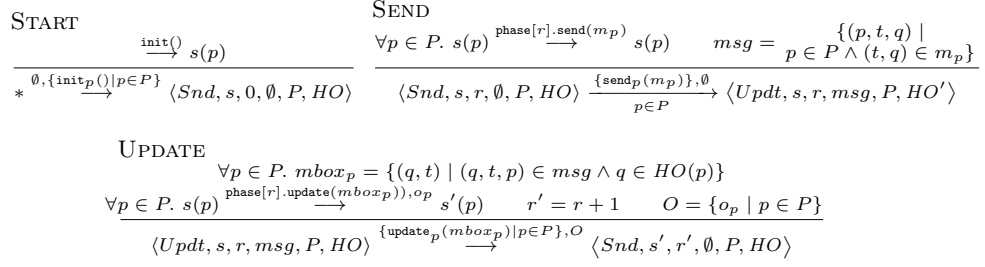 START
init()
⟶ s(p)
* ∅,{init_p()|p∈P} ⟶ ⟨Snd, s, 0, ∅, P, HO⟩
SEND
∀p ∈ P. s(p) phase[r].send(m_p) ⟶ s(p) msg = {(p, t, q) | p ∈ P ∧ (t, q) ∈ m_p}
⟨Snd, s, r, ∅, P, HO⟩ {send_p(m_p)},∅ ⟶ p∈P ⟨Updt, s, r, msg, P, HO′⟩
UPDATE
∀p ∈ P. mbox_p = {(q, t) | (q, t, p) ∈ msg ∧ q ∈ HO(p)}
∀p ∈ P. s(p) phase[r].update(mbox_p)),o_p ⟶ s′(p) r′ = r + 1 O = {o_p | p ∈ P}
⟨Updt, s, r, msg, P, HO⟩ {update_p(mbox_p)|p∈P},O ⟶ ⟨Snd, s′, r′, ∅, P, HO⟩